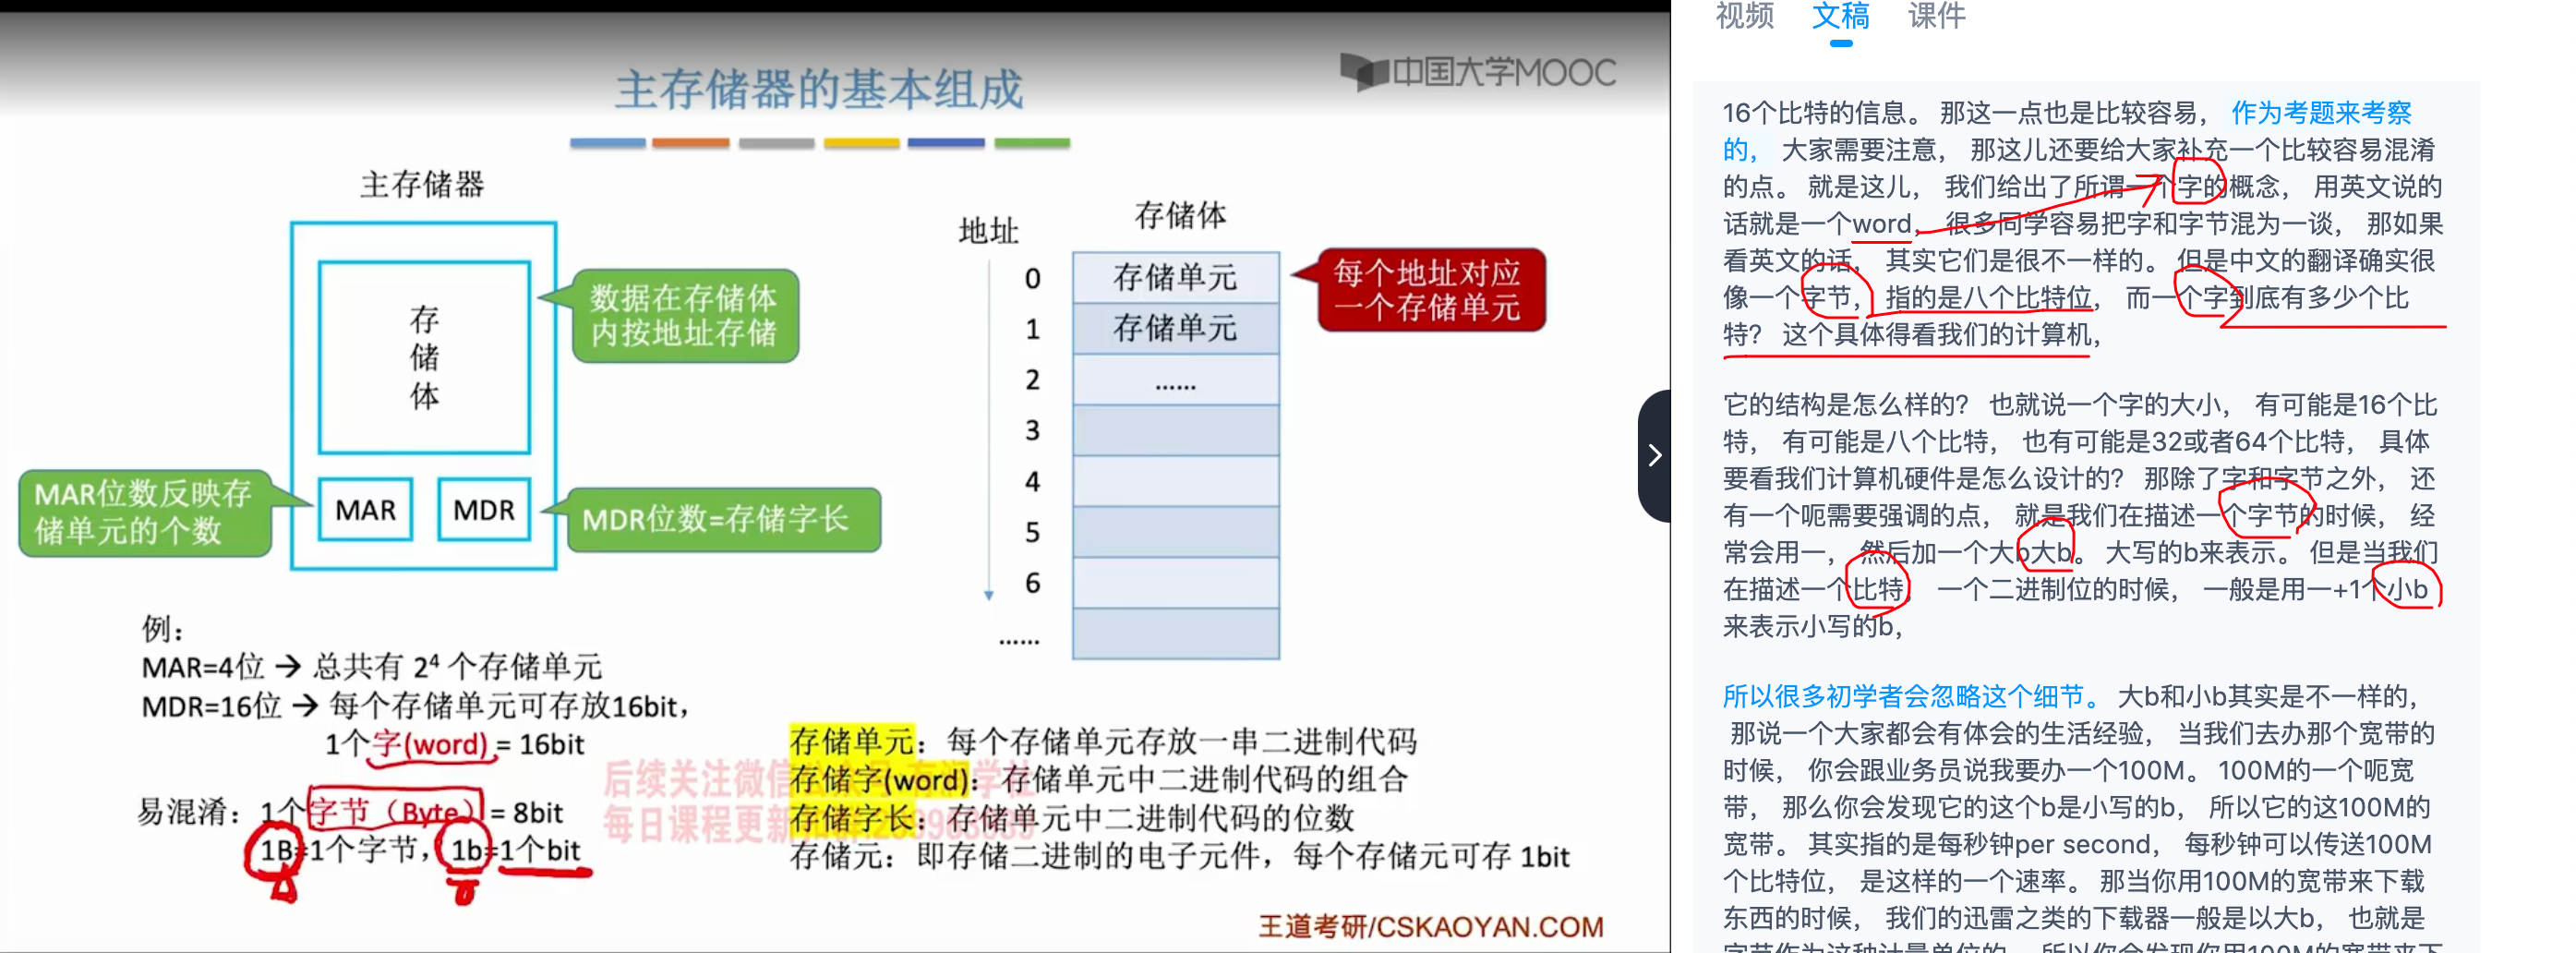 主存储器的基本组成
中国大学MOOC
主存储器
存
储
体
MAR
MDR
数据在存储体
内按地址存储
MAR位数反映存
储单元的个数
MDR位数=存储字长
地址
存储体
0
存储单元
1
存储单元
2
……
3
4
5
6
……
每个地址对应
一个存储单元
例：
MAR=4位 → 总共有 2⁴ 个存储单元
MDR=16位 → 每个存储单元可存放16bit，
1个字(word) = 16bit
易混淆：1个字节（Byte）= 8bit
1B=1个字节，1b=1个bit
存储单元：每个存储单元存放一串二进制代码
存储字(word)：存储单元中二进制代码的组合
存储字长：存储单元中二进制代码的位数
存储元：即存储二进制的电子元件，每个存储元可存 1bit
后续关注微信
学社
每日课程更新
王道考研/CSKAOYAN.COM
视频 文稿 课件
16个比特的信息。 那这一点也是比较容易， 作为考题来考察
的， 大家需要注意， 那这儿还要给大家补充一个比较容易混淆
的点。 就是这儿， 我们给出了所谓一个字的概念， 用英文说的
话就是一个word， 很多同学容易把字和字节混为一谈， 那如果
看英文的话， 其实它们是很不一样的。 但是中文的翻译确实很
像一个字节， 指的是八个比特位， 而一个字到底有多少个比
特？ 这个具体得看我们的计算机，
它的结构是怎么样的？ 也就说一个字的大小， 有可能是16个比
特， 有可能是八个比特， 也有可能是32或者64个比特， 具体
要看我们计算机硬件是怎么设计的？ 那除了字和字节之外， 还
有一个呃需要强调的点， 就是我们在描述一个字节的时候， 经
常会用一， 然后加一个大b大b。 大写的b来表示。 但是当我们
在描述一个比特， 一个二进制位的时候， 一般是用一+1个小b
来表示小写的b，
所以很多初学者会忽略这个细节。 大b和小b其实是不一样的，
那说一个大家都会有体会的生活经验， 当我们去办那个宽带的
时候， 你会跟业务员说我要办一个100M。 100M的一个呃宽
带， 那么你会发现它的这个b是小写的b， 所以它的这100M的
宽带。 其实指的是每秒钟per second， 每秒钟可以传送100M
个比特位， 是这样的一个速率。 那当你用100M的宽带来下载
东西的时候， 我们的迅雷之类的下载器一般是以大b， 也就是
字节作为这种计量单位的， 所以你会发现你用100M的宽带来下